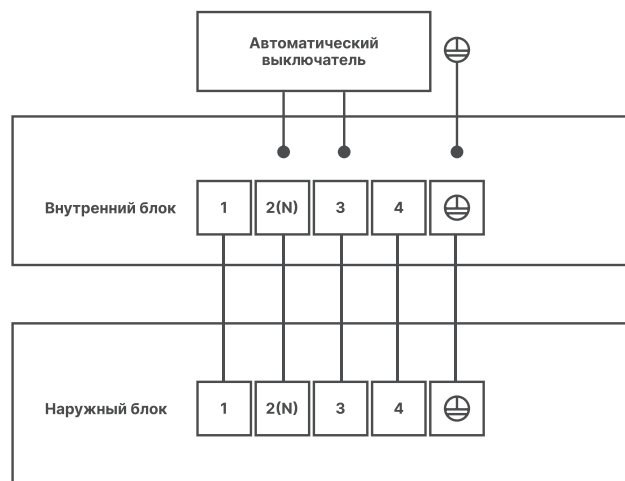 Автоматический
выключатель
Внутренний блок
1
2(N)
3
4
Наружный блок
1
2(N)
3
4